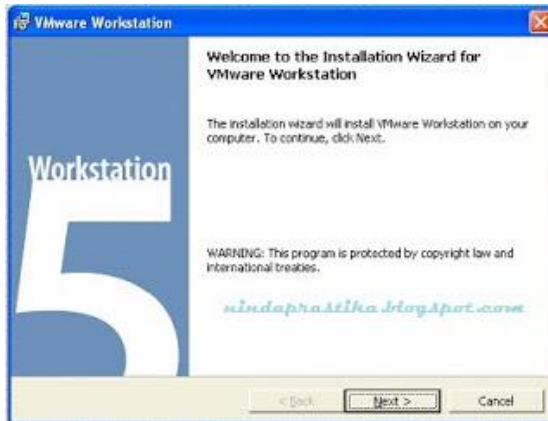 VMware Workstation
Welcome to the Installation Wizard for
VMware Workstation
The installation wizard will install VMware Workstation on your
computer. To continue, click Next.
Workstation
5
WARNING: This program is protected by copyright law and
international treaties.
nindaprastika.blogspot.com
< Back
Next >
Cancel